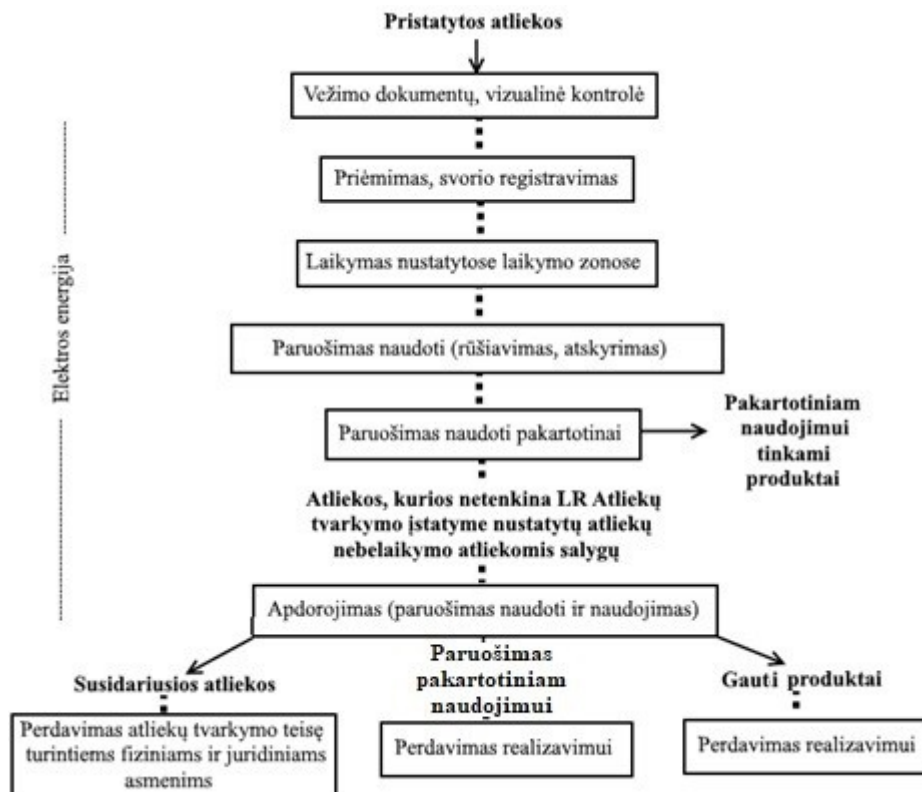 Pristatytos atliekos
Vežimo dokumentų, vizualinė kontrolė
Priėmimas, svorio registravimas
Laikymas nustatytose laikymo zonose
Elektros energija
Paruošimas naudoti (rūšiavimas, atskyrimas)
Paruošimas naudoti pakartotinai
Pakartotiniam
naudojimui
tinkami
produktai
Atliekos, kurios netenkina LR Atliekų
tvarkymo įstatyme nustatytų atliekų
nebelaikymo atliekomis salygų
Apdorojimas (paruošimas naudoti ir naudojimas)
Susidariusios atliekos
Perdavimas atliekų tvarkymo teisę
turintiems fiziniams ir juridiniams
asmenims
Paruošimas
pakartotiniam
naudojimui
Perdavimas realizavimui
Gauti produktai
Perdavimas realizavimui